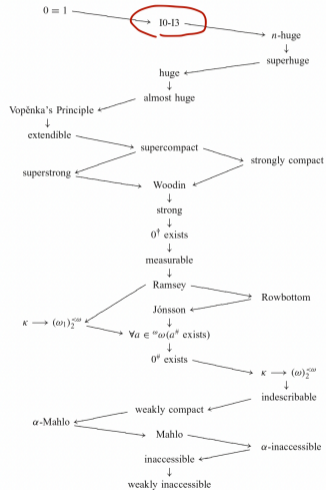 0 = 1
I0-I3
n-huge
superhuge
huge
almost huge
Vopěnka's Principle
extendible
supercompact
strongly compact
superstrong
Woodin
strong
0† exists
measurable
Ramsey
Rowbottom
Jónsson
κ ⟶ (ω₁)₂^{<ω}
∀a ∈ ^ωω(a^# exists)
0^# exists
κ ⟶ (ω)₂^{<ω}
indescribable
weakly compact
α-Mahlo
Mahlo
α-inaccessible
inaccessible
weakly inaccessible